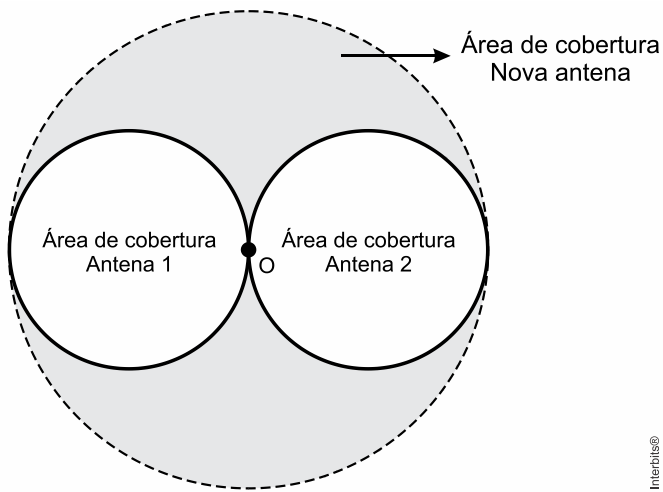 Área de cobertura
Nova antena
Área de cobertura
Antena 1
Área de cobertura
Antena 2
O
Interbits®